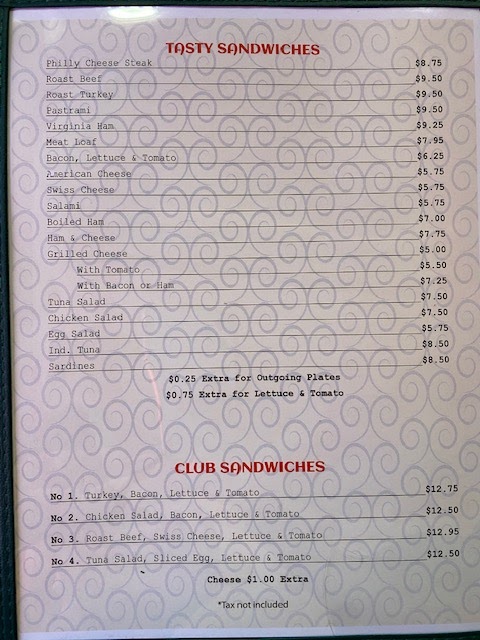 TASTY SANDWICHES
Philly Cheese Steak $8.75
Roast Beef $9.50
Roast Turkey $9.50
Pastrami $9.50
Virginia Ham $9.25
Meat Loaf $7.95
Bacon, Lettuce & Tomato $6.25
American Cheese $5.75
Swiss Cheese $5.75
Salami $5.75
Boiled Ham $7.00
Ham & Cheese $7.75
Grilled Cheese $5.00
With Tomato $5.50
With Bacon or Ham $7.25
Tuna Salad $7.50
Chicken Salad $7.50
Egg Salad $5.75
Ind. Tuna $8.50
Sardines $8.50
$0.25 Extra for Outgoing Plates
$0.75 Extra for Lettuce & Tomato
CLUB SANDWICHES
No 1. Turkey, Bacon, Lettuce & Tomato $12.75
No 2. Chicken Salad, Bacon, Lettuce & Tomato $12.50
No 3. Roast Beef, Swiss Cheese, Lettuce & Tomato $12.95
No 4. Tuna Salad, Sliced Egg, Lettuce & Tomato $12.50
Cheese $1.00 Extra
*Tax not included